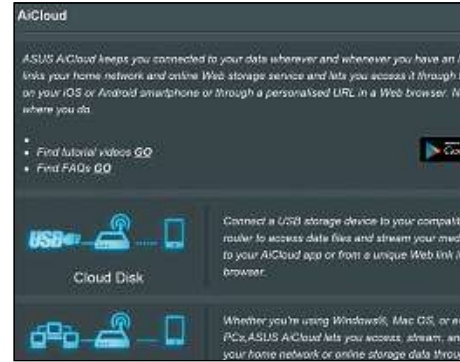 AiCloud
ASUS AiCloud keeps you connected to your data wherever and whenever you have an
links your home network and online Web storage service and lets you access it through
on your iOS or Android smartphone or through a personalised URL in a Web browser.
where you do.
• Find tutorial videos GO
• Find FAQs GO
USB
Cloud Disk
Connect a USB storage device to your
router to access data files and stream your
to your AiCloud app or from a unique Web link
browser.
Whether you're using Windows®, Mac OS, or
PCs,ASUS AiCloud lets you access, stream,
your home network or online storage data